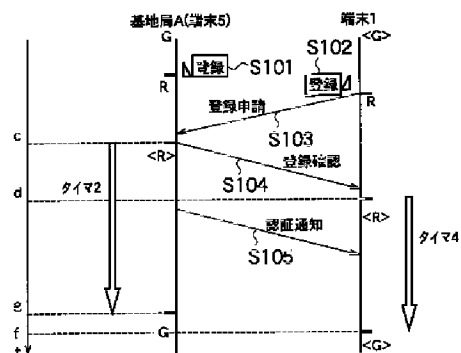 基地局A(端末5)
端末1
G
<G>
S102
登録
S101
登録
R
R
登録申請
S103
c
<R>
登録確認
S104
d
タイマ2
<R>
認証通知
タイマ4
S105
g
G
f
<G>
t